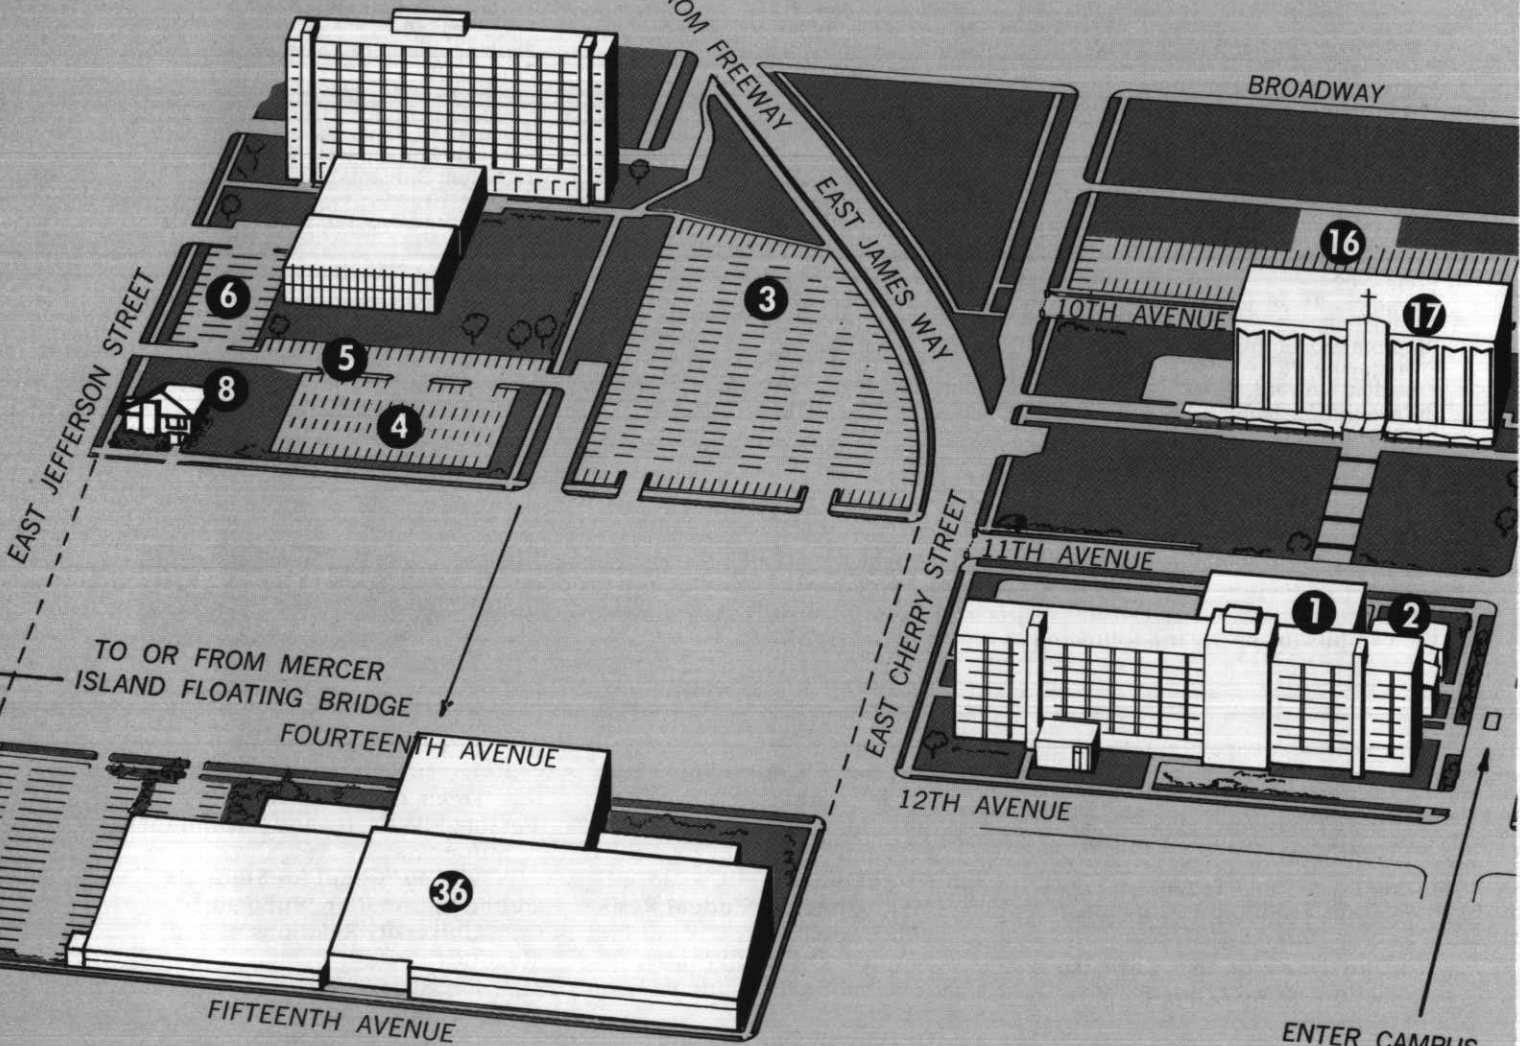 FROM FREEWAY
BROADWAY
EAST JAMES WAY
16
10TH AVENUE
17
6
3
EAST JEFFERSON STREET
5
8
4
EAST CHERRY STREET
11TH AVENUE
1
2
TO OR FROM MERCER
ISLAND FLOATING BRIDGE
FOURTEENTH AVENUE
12TH AVENUE
36
FIFTEENTH AVENUE
ENTER CAMPUS